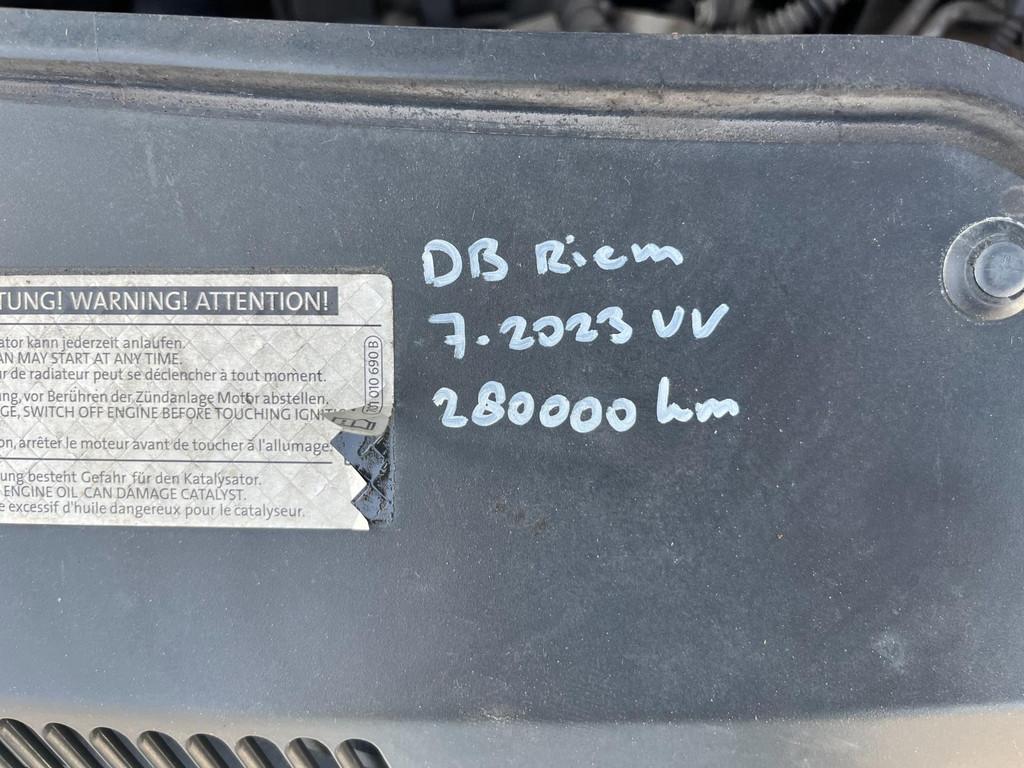 TUNG! WARNING! ATTENTION!
ator kann jederzeit anlaufen.
AN MAY START AT ANY TIME.
ur de radiateur peut se déclencher à tout moment.
ng, vor Berühren der Zündanlage Motor abstellen.
GE, SWITCH OFF ENGINE BEFORE TOUCHING IGNIT
on, arrêter le moteur avant de toucher à l'allumage.
ung besteht Gefahr für den Katalysator.
ENGINE OIL CAN DAMAGE CATALYST.
e excessif d'huile dangereux pour le catalyseur.
010 690 B
DB Riem
7.2023 VV
280000 km